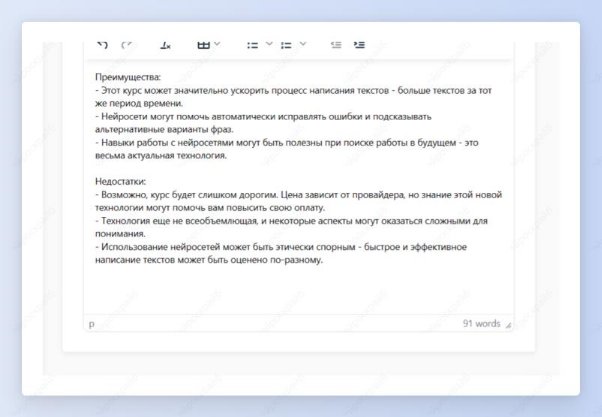 Преимущества:
- Этот курс может значительно ускорить процесс написания текстов - больше текстов за тот
же период времени.
- Нейросети могут помочь автоматически исправлять ошибки и подсказывать
альтернативные варианты фраз.
- Навыки работы с нейросетями могут быть полезны при поиске работы в будущем - это
весьма актуальная технология.
Недостатки:
- Возможно, курс будет слишком дорогим. Цена зависит от провайдера, но знание этой новой
технологии могут помочь вам повысить свою оплату.
- Технология еще не всеобъемлющая, и некоторые аспекты могут оказаться сложными для
понимания.
- Использование нейросетей может быть этически спорным - быстрое и эффективное
написание текстов может быть оценено по-разному.
p
91 words